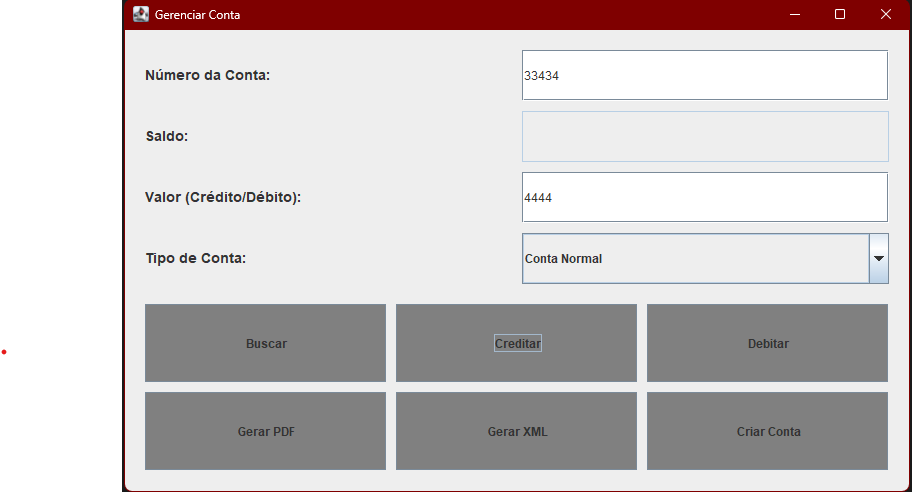 Gerenciar Conta
Número da Conta:
33434
Saldo:
Valor (Crédito/Débito):
4444
Tipo de Conta:
Conta Normal
Buscar
Creditar
Debitar
Gerar PDF
Gerar XML
Criar Conta